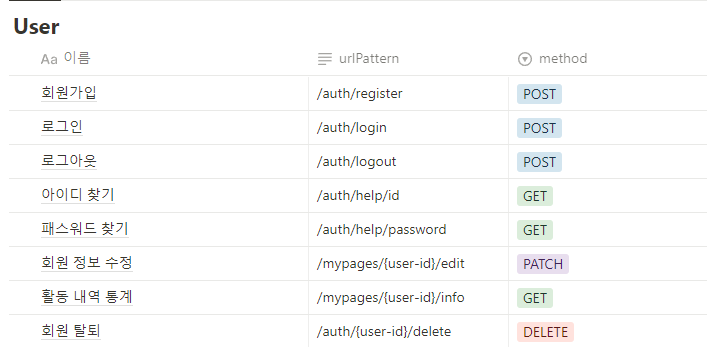 User
Aa 이름 urlPattern method
회원가입 /auth/register POST
로그인 /auth/login POST
로그아웃 /auth/logout POST
아이디 찾기 /auth/help/id GET
패스워드 찾기 /auth/help/password GET
회원 정보 수정 /mypages/{user-id}/edit PATCH
활동 내역 통계 /mypages/{user-id}/info GET
회원 탈퇴 /auth/{user-id}/delete DELETE